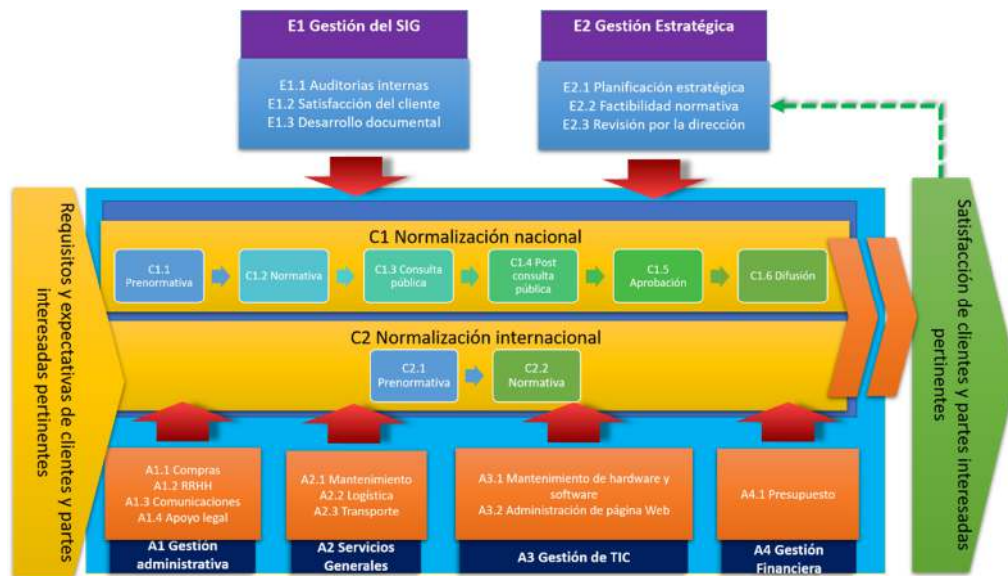 E1 Gestión del SIG
E1.1 Auditorias internas
E1.2 Satisfacción del cliente
E1.3 Desarrollo documental
E2 Gestión Estratégica
E2.1 Planificación estratégica
E2.2 Factibilidad normativa
E2.3 Revisión por la dirección
Requisitos y expectativas de clientes y partes
interesadas pertinentes
C1 Normalización nacional
C1.1
Prenormativa
C1.2 Normativa
C1.3 Consulta
pública
C1.4 Post
consulta
pública
C1.5
Aprobación
C1.6 Difusión
C2 Normalización internacional
C2.1
Prenormativa
C2.2
Normativa
Satisfacción de clientes y partes interesadas
pertinentes
A1.1 Compras
A1.2 RRHH
A1.3 Comunicaciones
A1.4 Apoyo legal
A1 Gestión
administrativa
A2.1 Mantenimiento
A2.2 Logística
A2.3 Transporte
A2 Servicios
Generales
A3.1 Mantenimiento de hardware y
software
A3.2 Administración de página Web
A3 Gestión de TIC
A4.1 Presupuesto
A4 Gestión
Financiera